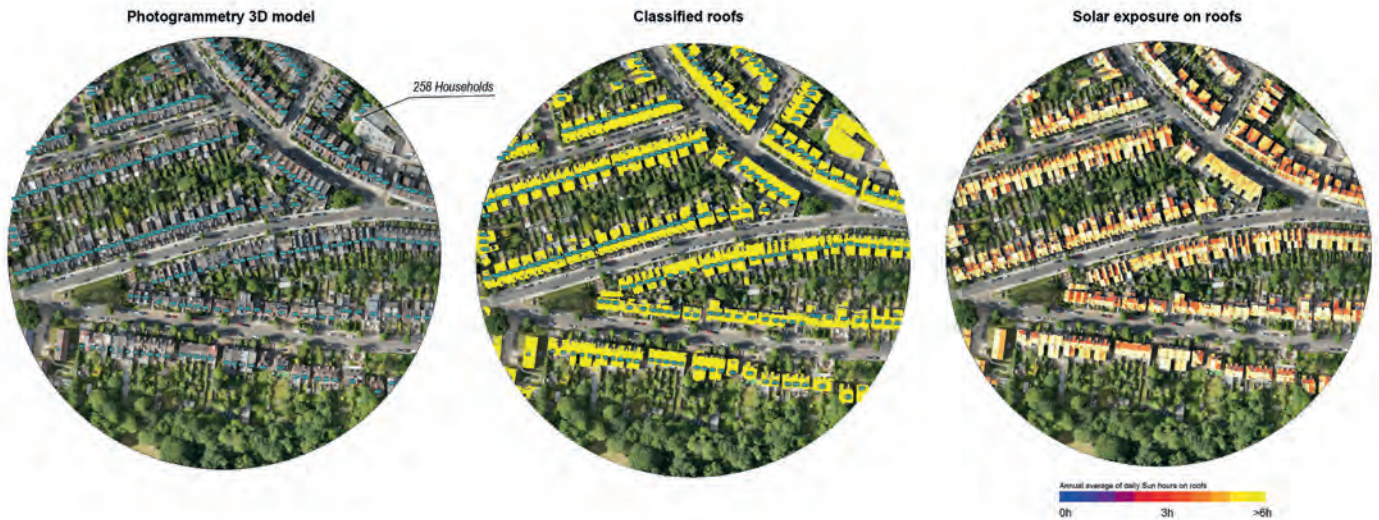 Photogrammetry 3D model
Classified roofs
Solar exposure on roofs
258 Households
Annual average of daily Sun hours on roofs
0h 3h >6h